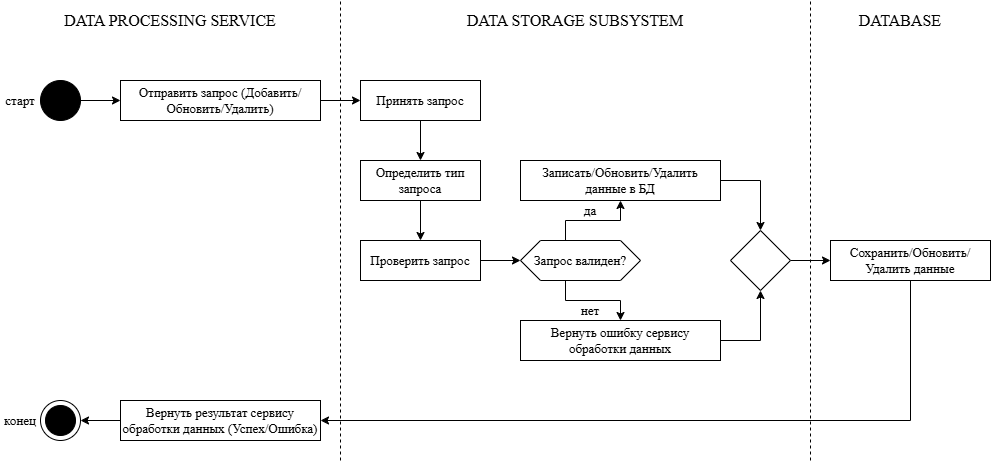 DATA PROCESSING SERVICE
DATA STORAGE SUBSYSTEM
DATABASE
старт
Отправить запрос (Добавить/
Обновить/Удалить)
Принять запрос
Определить тип
запроса
Записать/Обновить/Удалить
данные в БД
да
Проверить запрос
Запрос валиден?
Сохранить/Обновить/
Удалить данные
нет
Вернуть ошибку сервису
обработки данных
конец
Вернуть результат сервису
обработки данных (Успех/Ошибка)